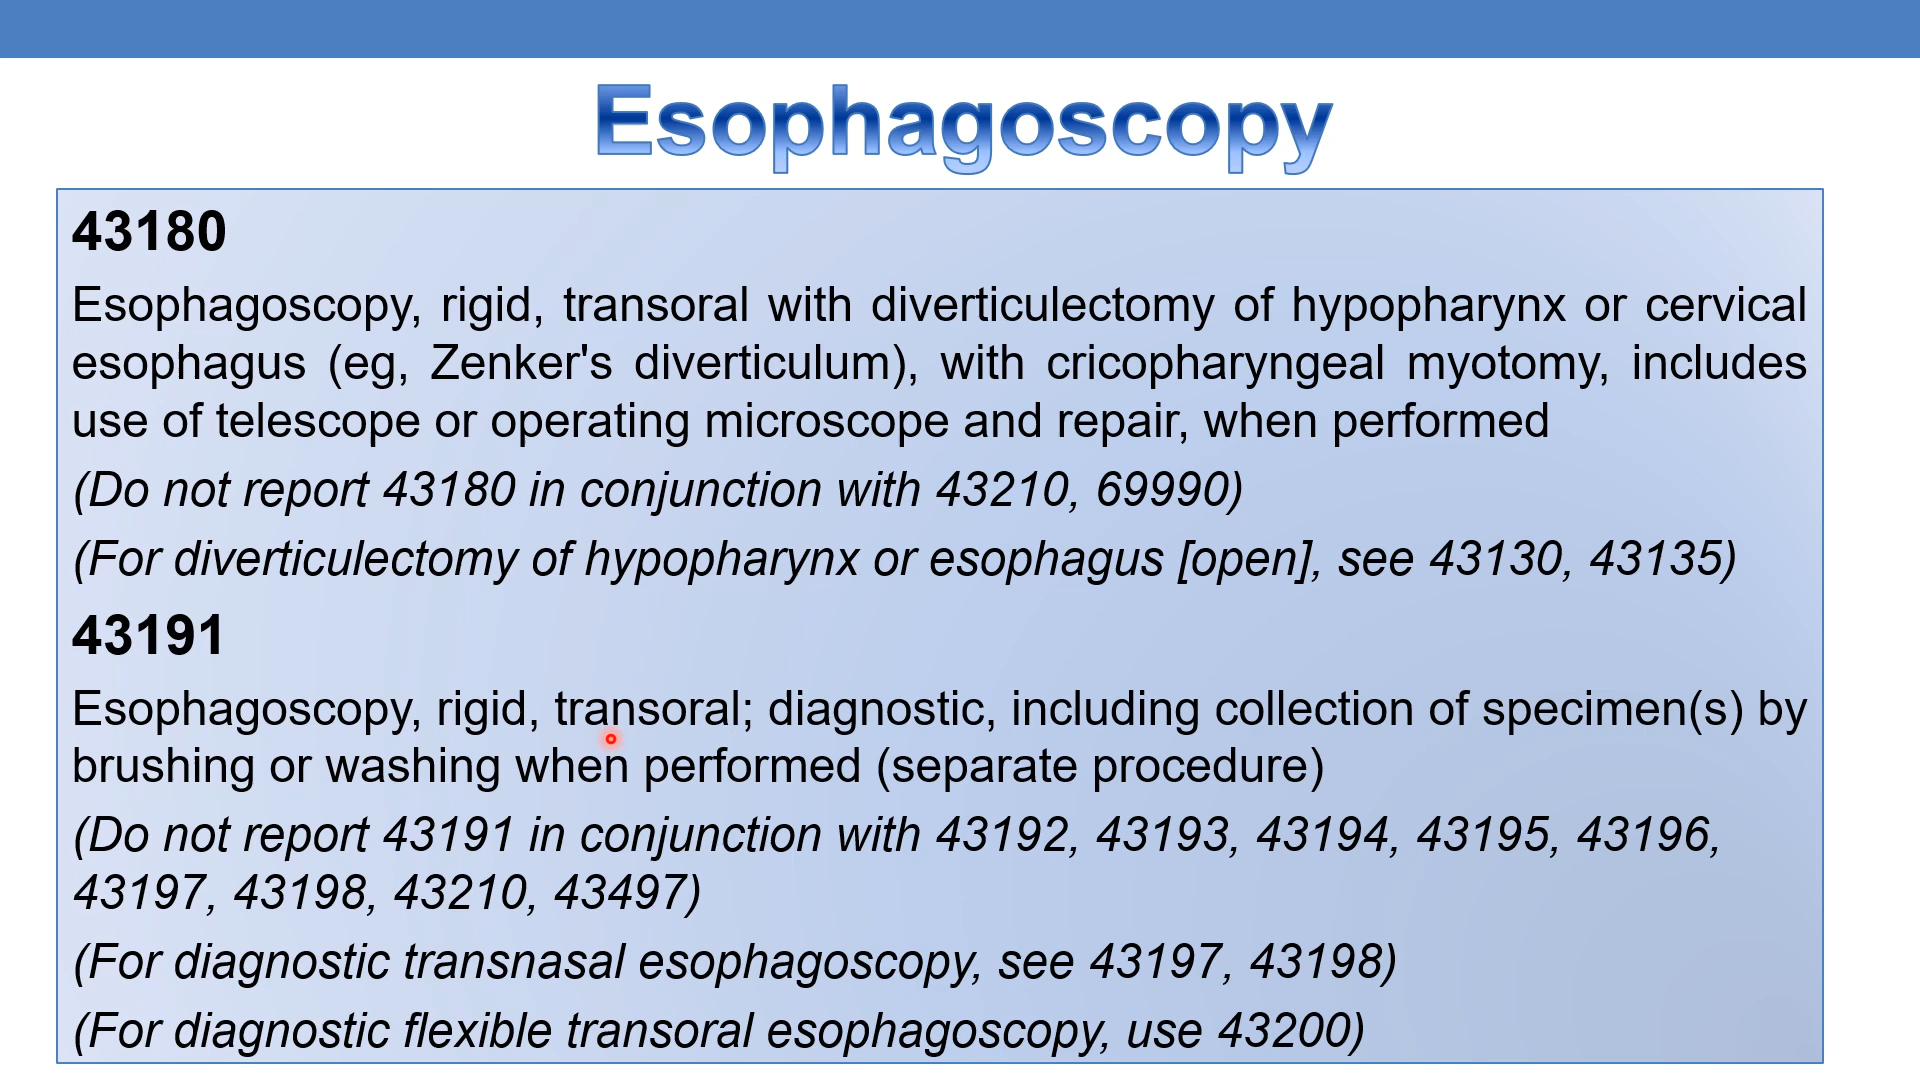 Esophagoscopy
43180
Esophagoscopy, rigid, transoral with diverticulectomy of hypopharynx or cervical
esophagus (eg, Zenker's diverticulum), with cricopharyngeal myotomy, includes
use of telescope or operating microscope and repair, when performed
(Do not report 43180 in conjunction with 43210, 69990)
(For diverticulectomy of hypopharynx or esophagus [open], see 43130, 43135)
43191
Esophagoscopy, rigid, transoral; diagnostic, including collection of specimen(s) by
brushing or washing when performed (separate procedure)
(Do not report 43191 in conjunction with 43192, 43193, 43194, 43195, 43196,
43197, 43198, 43210, 43497)
(For diagnostic transnasal esophagoscopy, see 43197, 43198)
(For diagnostic flexible transoral esophagoscopy, use 43200)